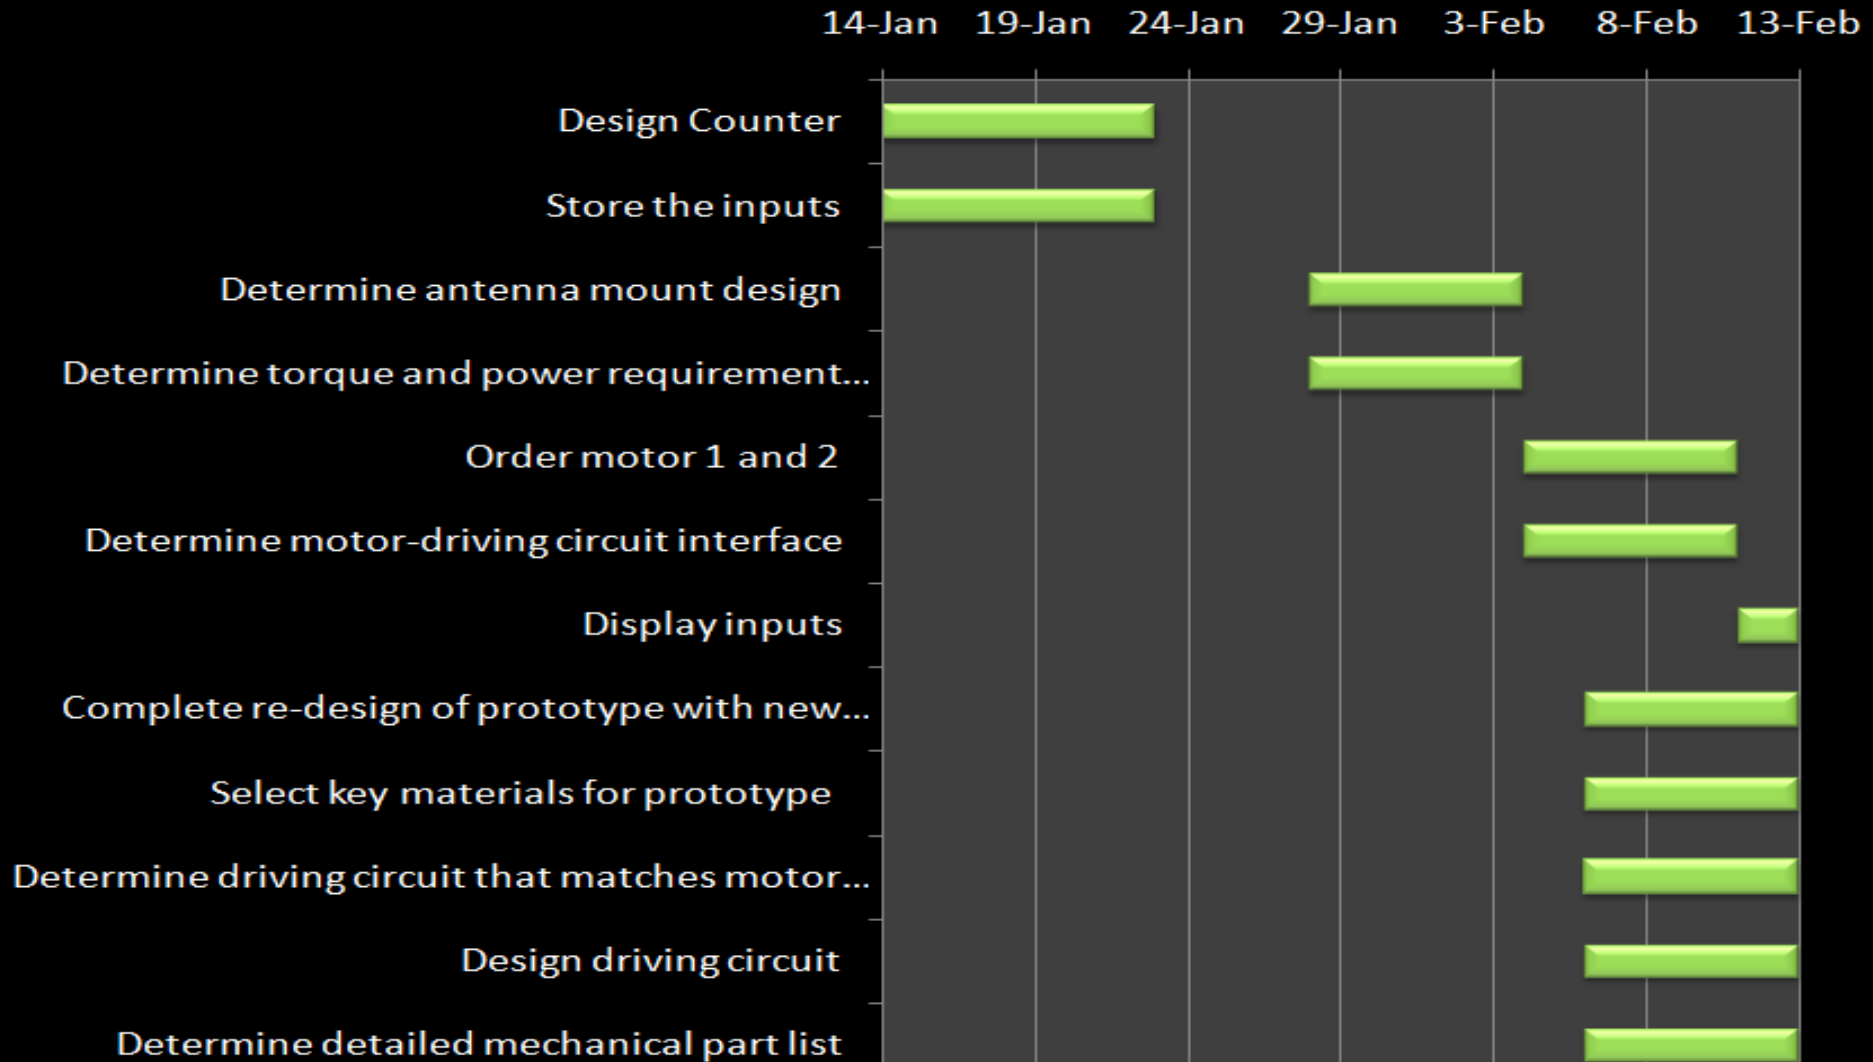 14-Jan 19-Jan 24-Jan 29-Jan 3-Feb 8-Feb 13-Feb
Design Counter
Store the inputs
Determine antenna mount design
Determine torque and power requirement...
Order motor 1 and 2
Determine motor-driving circuit interface
Display inputs
Complete re-design of prototype with new...
Select key materials for prototype
Determine driving circuit that matches motor...
Design driving circuit
Determine detailed mechanical part list